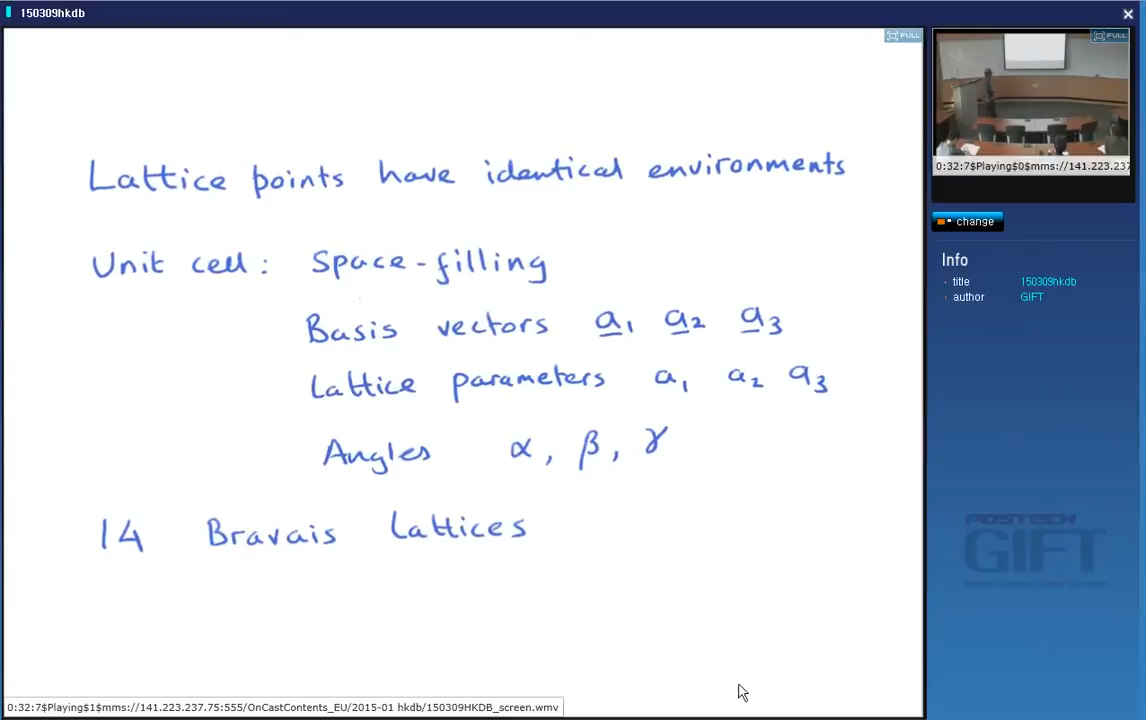 150309hkdb
FULL
FULL
Lattice points have identical environments
0:32:7$Playing$0$mms://141.223.237
change
Unit cell: Space-filling
Info
title 150309hkdb
author GIFT
Basis vectors a1 a2 a3
Lattice parameters a1 a2 a3
Angles α, β, γ
14 Bravais Lattices
POSTECH
GIFT
0:32:7$Playing$1$mms://141.223.237.75:555/OnCastContents_EU/2015-01 hkdb/150309HKDB_screen.wmv